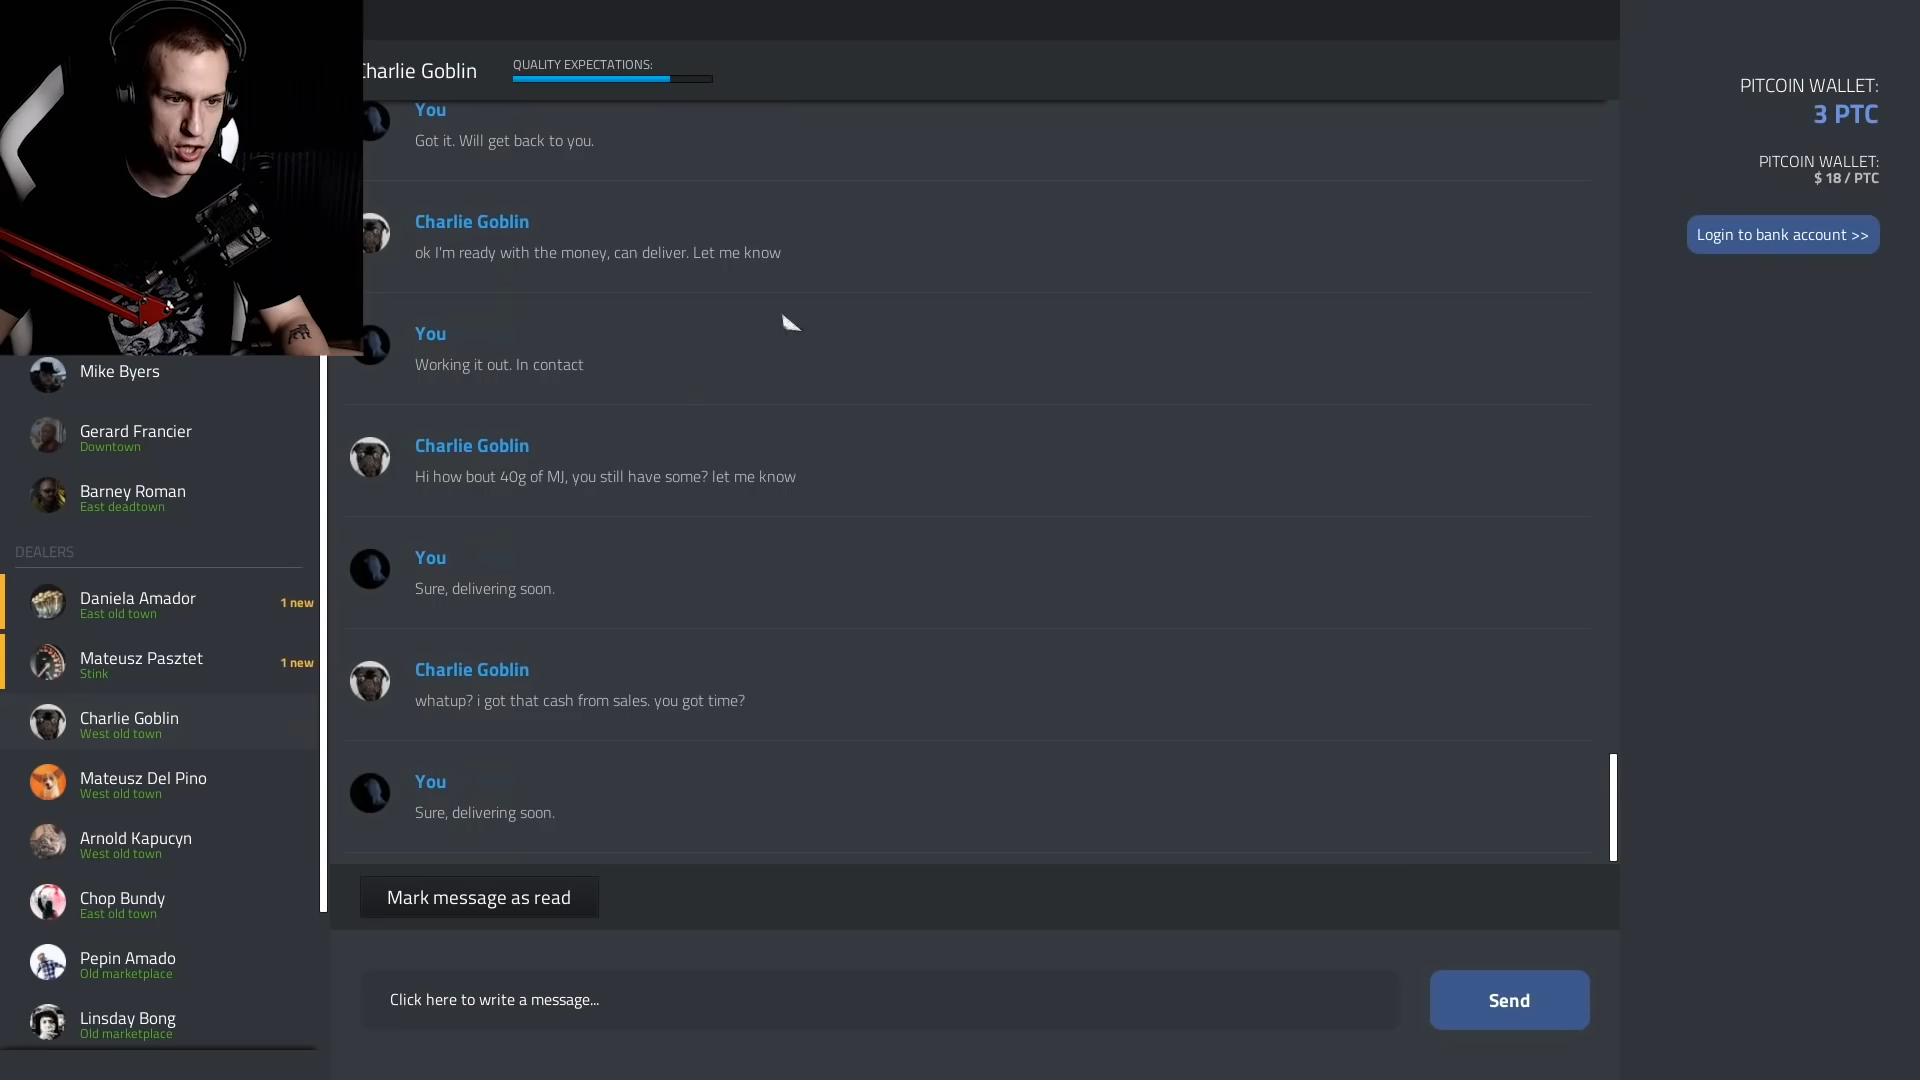 Charlie Goblin
QUALITY EXPECTATIONS:
You
Got it. Will get back to you.
Charlie Goblin
ok I'm ready with the money, can deliver. Let me know
You
Working it out. In contact
Charlie Goblin
Hi how bout 40g of MJ, you still have some? let me know
You
Sure, delivering soon.
Charlie Goblin
whatup? i got that cash from sales. you got time?
You
Sure, delivering soon.
Mark message as read
Click here to write a message...
Send
Mike Byers
Gerard Francier
Downtown
Barney Roman
East deadtown
DEALERS
Daniela Amador
East old town
1 new
Mateusz Pasztet
Stink
1 new
Charlie Goblin
West old town
Mateusz Del Pino
West old town
Arnold Kapucyn
West old town
Chop Bundy
East old town
Pepin Amado
Old marketplace
Linsday Bong
Old marketplace
PITCOIN WALLET:
3 PTC
PITCOIN WALLET:
$ 18 / PTC
Login to bank account >>